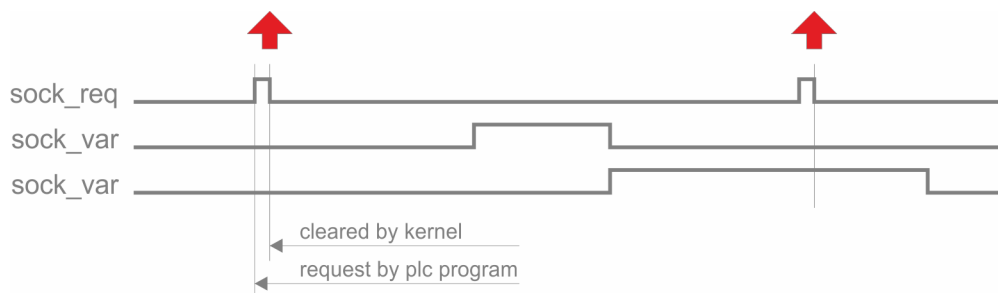 sock_req
sock_var
sock_var
cleared by kernel
request by plc program